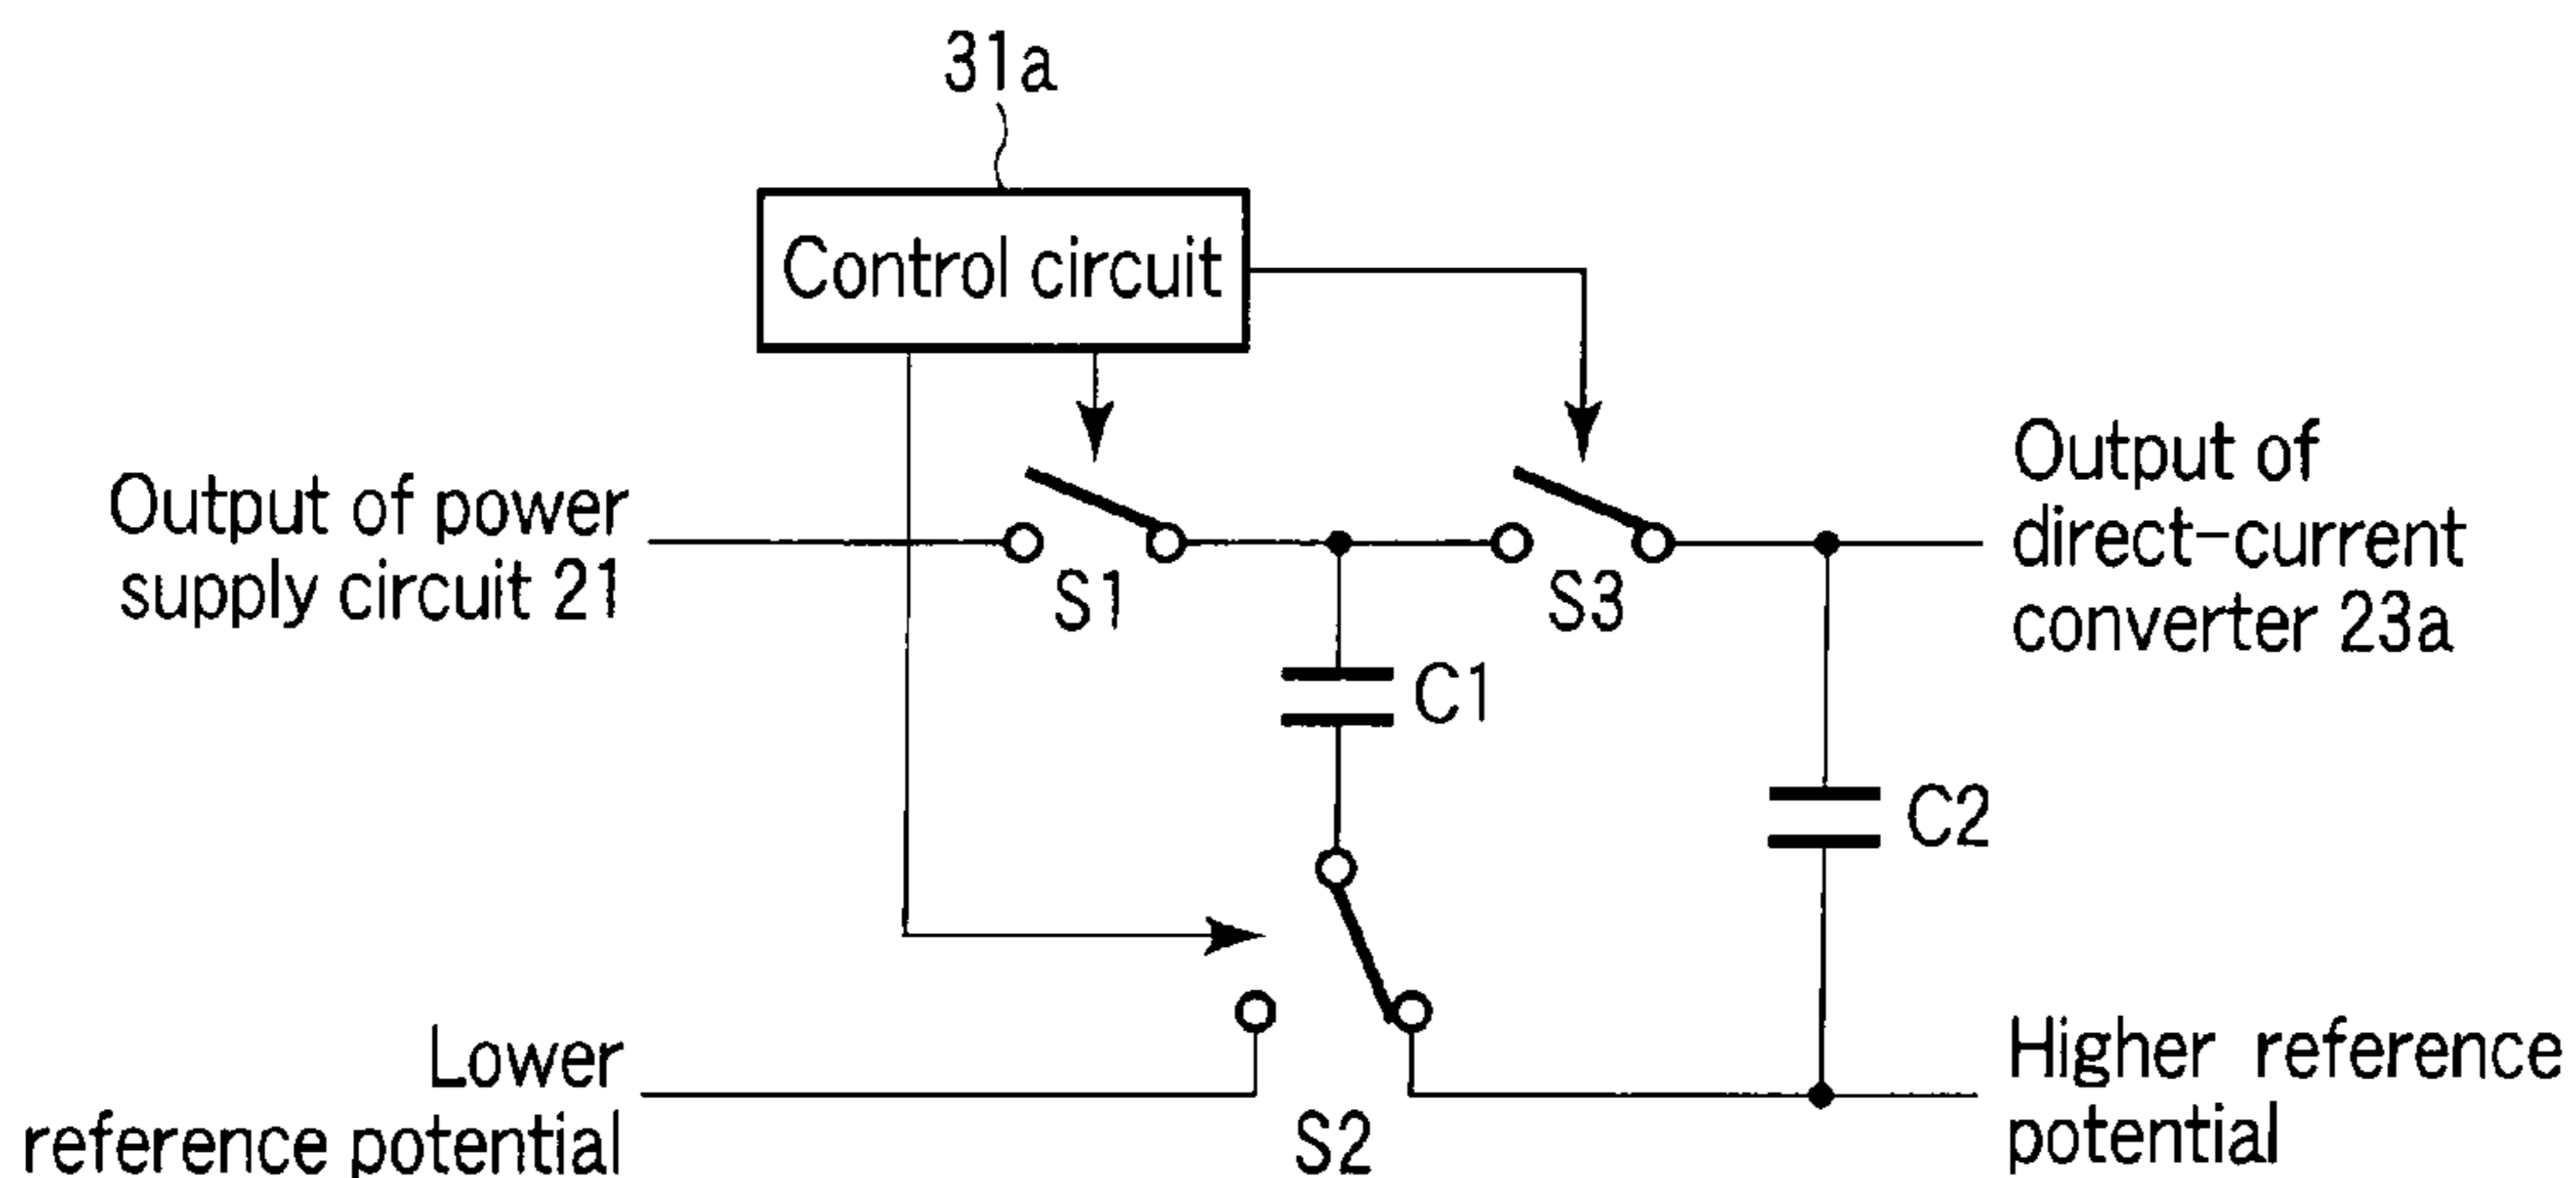 31a
Control circuit
Output of power
supply circuit 21
S1
S3
Output of
direct-current
converter 23a
C1
C2
Lower
reference potential
S2
Higher reference
potential